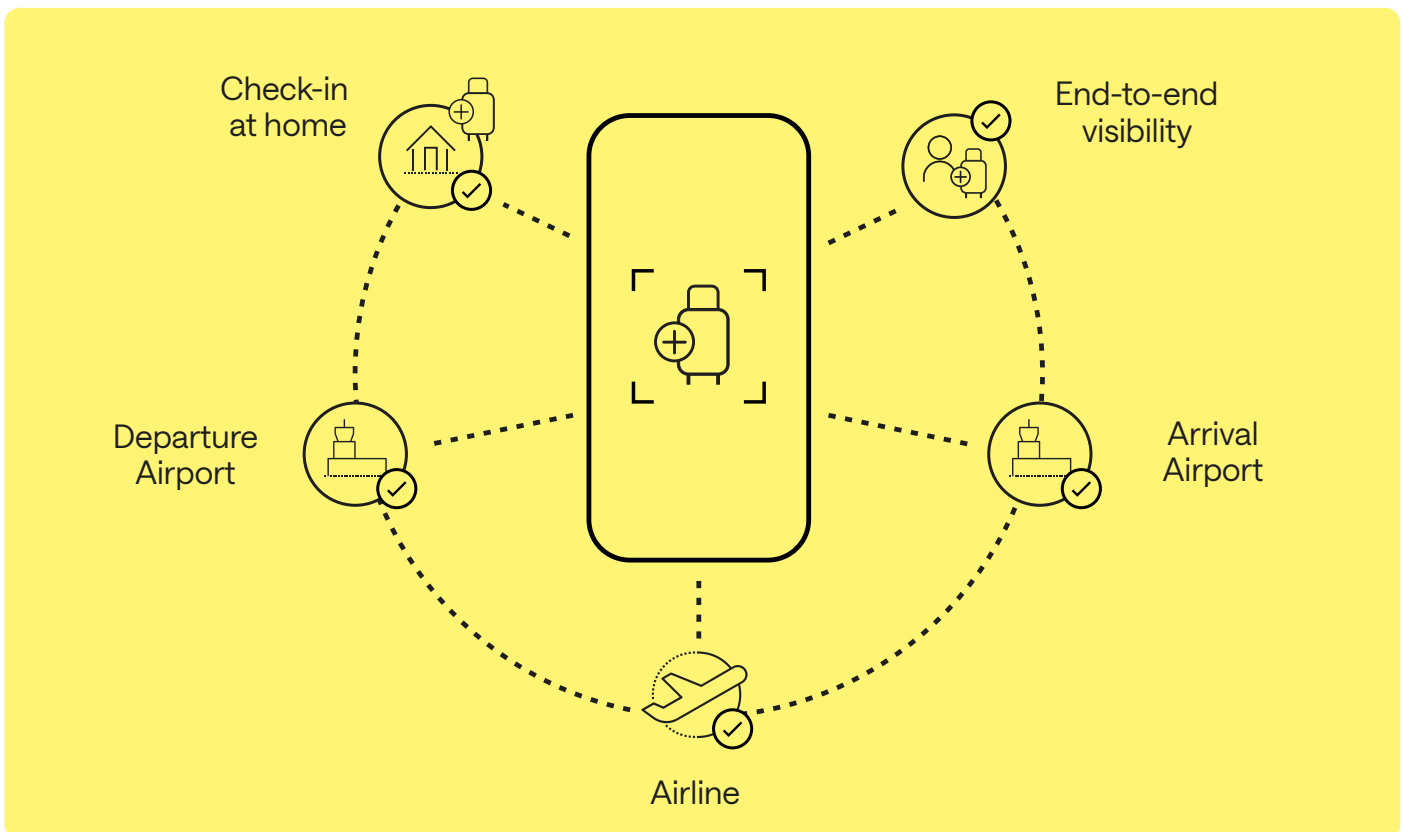 Check-in
at home
End-to-end
visibility
Departure
Airport
Arrival
Airport
Airline